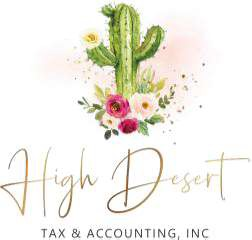 High Desert
TAX & ACCOUNTING, INC